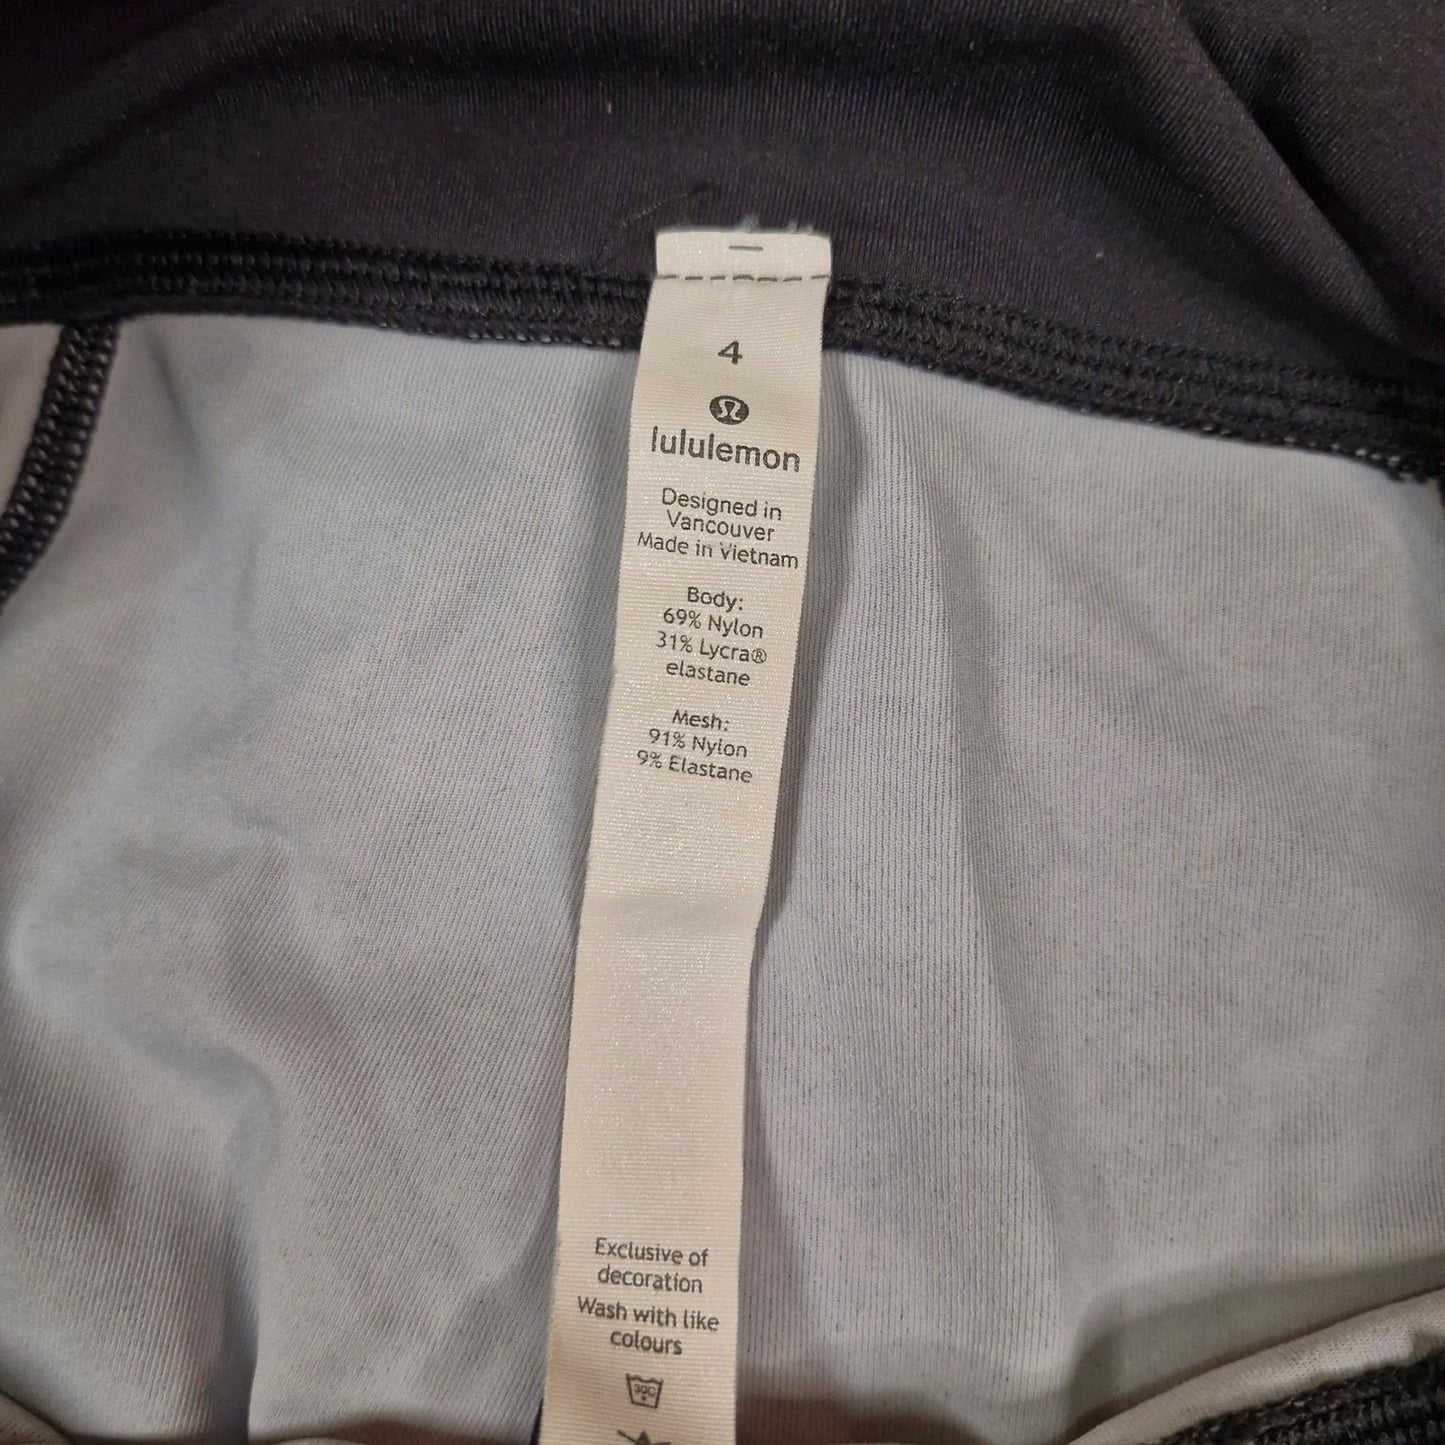 4
lululemon
Designed in
Vancouver
Made in Vietnam
Body:
69% Nylon
31% Lycra®
elastane
Mesh:
91% Nylon
9% Elastane
Exclusive of
decoration
Wash with like
colours
30C